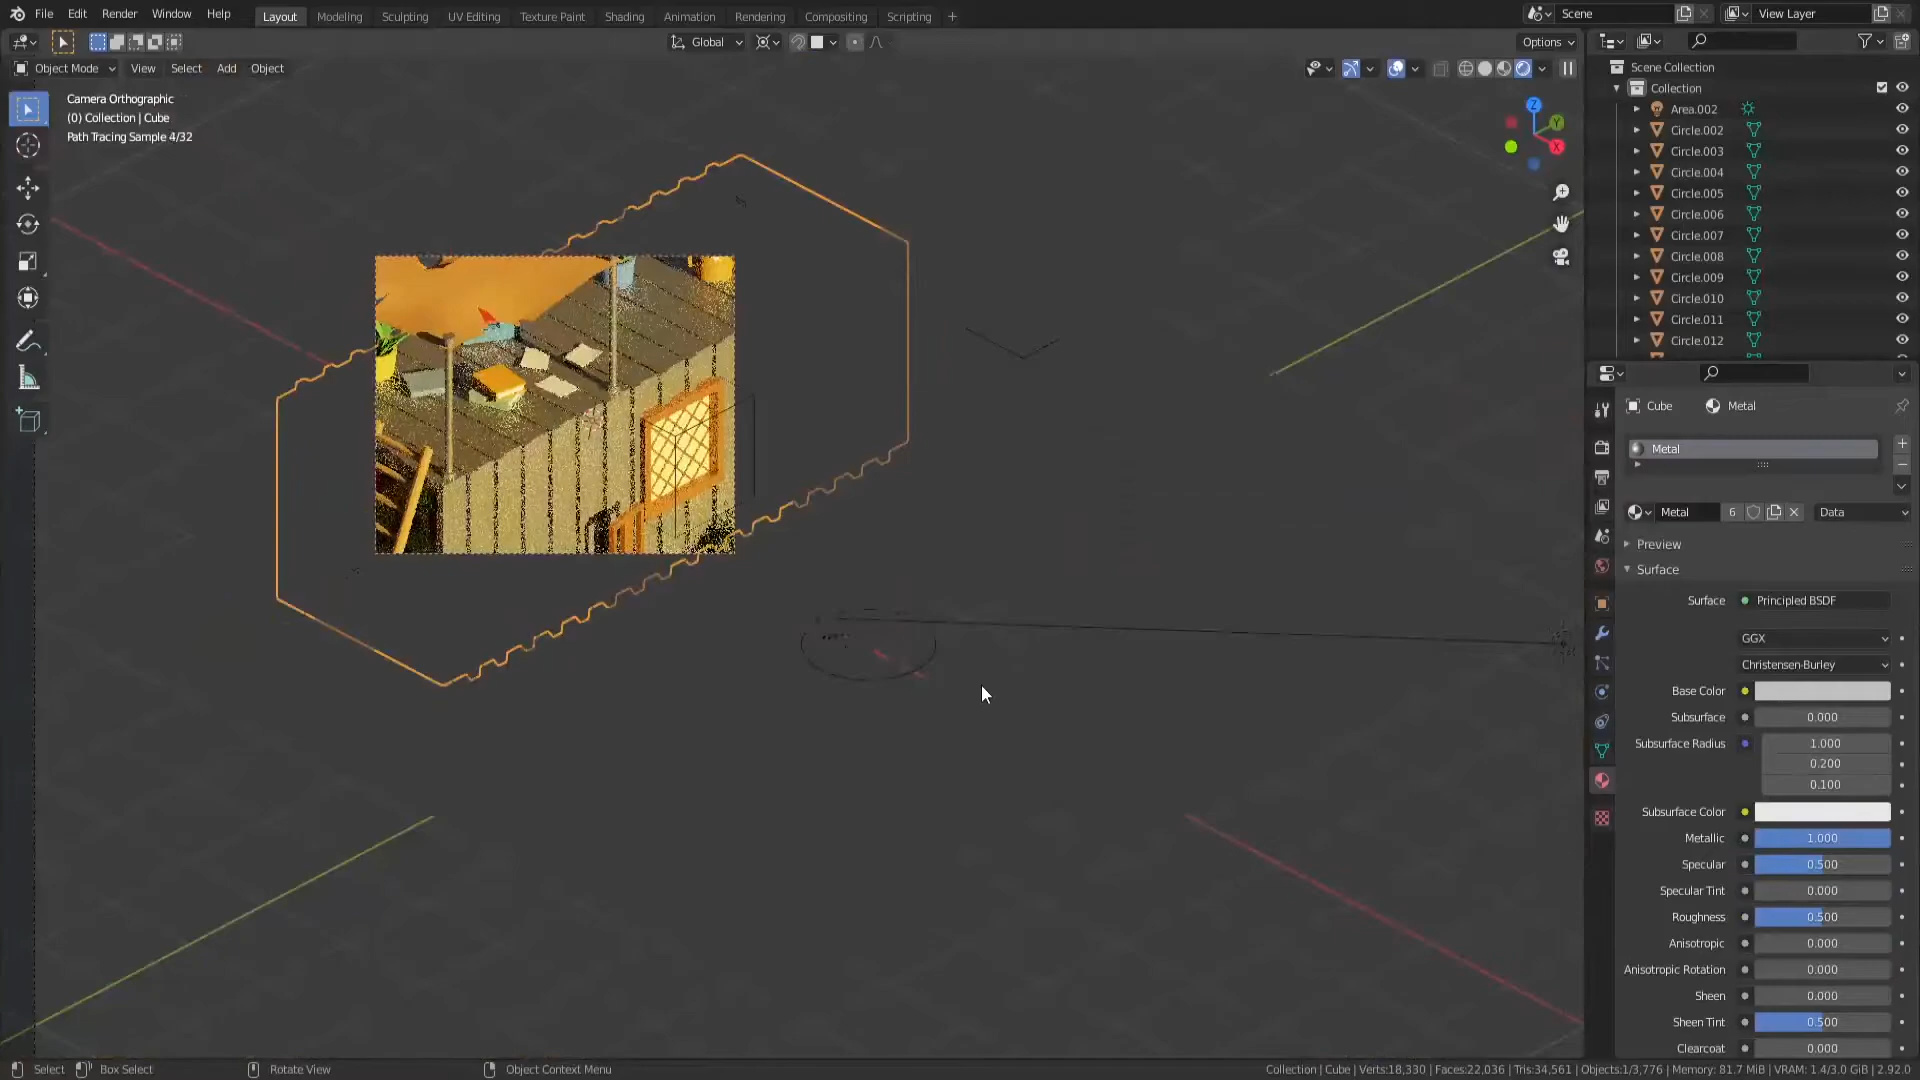 File Edit Render Window Help Layout Modeling Sculpting UV Editing Texture Paint Shading Animation Rendering Compositing Scripting + Scene View Layer
Global Options
Object Mode View Select Add Object
Camera Orthographic
(0) Collection | Cube
Path Tracing Sample 4/32
Z
Y
X
Scene Collection
Collection
Area.002
Circle.002
Circle.003
Circle.004
Circle.005
Circle.006
Circle.007
Circle.008
Circle.009
Circle.010
Circle.011
Circle.012
Cube Metal
Metal
Metal 6 Data
Preview
Surface
Surface Principled BSDF
GGX
Christensen-Burley
Base Color
Subsurface 0.000
Subsurface Radius 1.000
0.200
0.100
Subsurface Color
Metallic 1.000
Specular 0.500
Specular Tint 0.000
Roughness 0.500
Anisotropic 0.000
Anisotropic Rotation 0.000
Sheen 0.000
Sheen Tint 0.500
Clearcoat 0.000
Select Box Select Rotate View Object Context Menu Collection | Cube | Verts:18,330 | Faces:22,036 | Tris:34,561 | Objects:1/3,776 | Memory: 81.7 MiB | VRAM: 1.4/3.0 GiB | 2.92.0